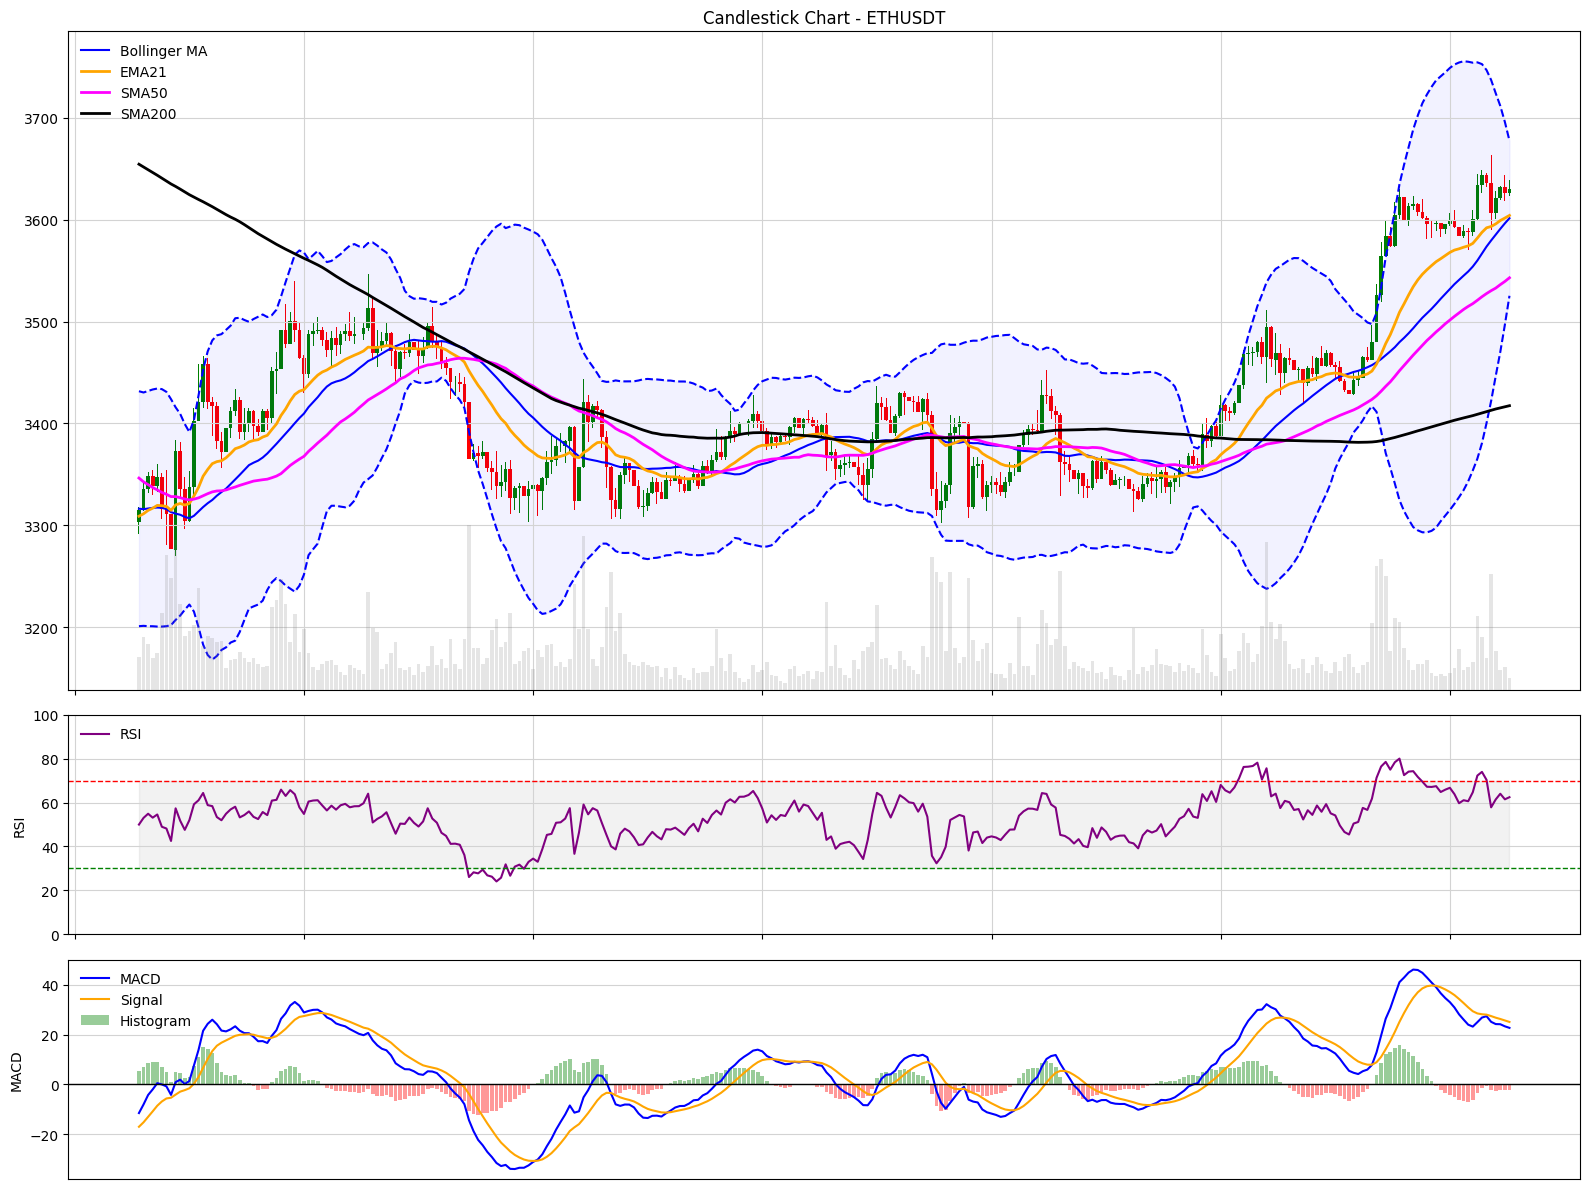 Candlestick Chart - ETHUSDT
Bollinger MA
EMA21
SMA50
SMA200
3700
3600
3500
3400
3300
3200
100
80
60
40
20
0
RSI
RSI
40
20
0
−20
MACD
MACD
Signal
Histogram